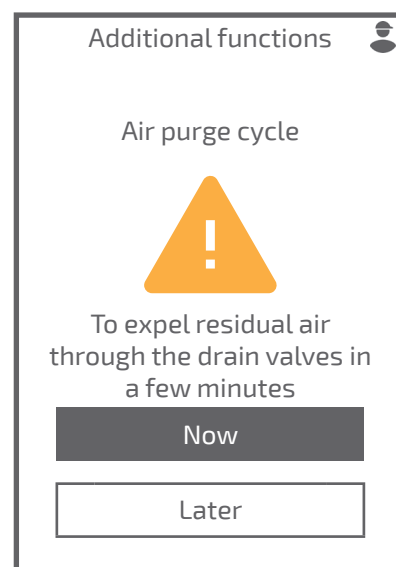 Additional functions
Air purge cycle
!
To expel residual air
through the drain valves in
a few minutes
Now
Later